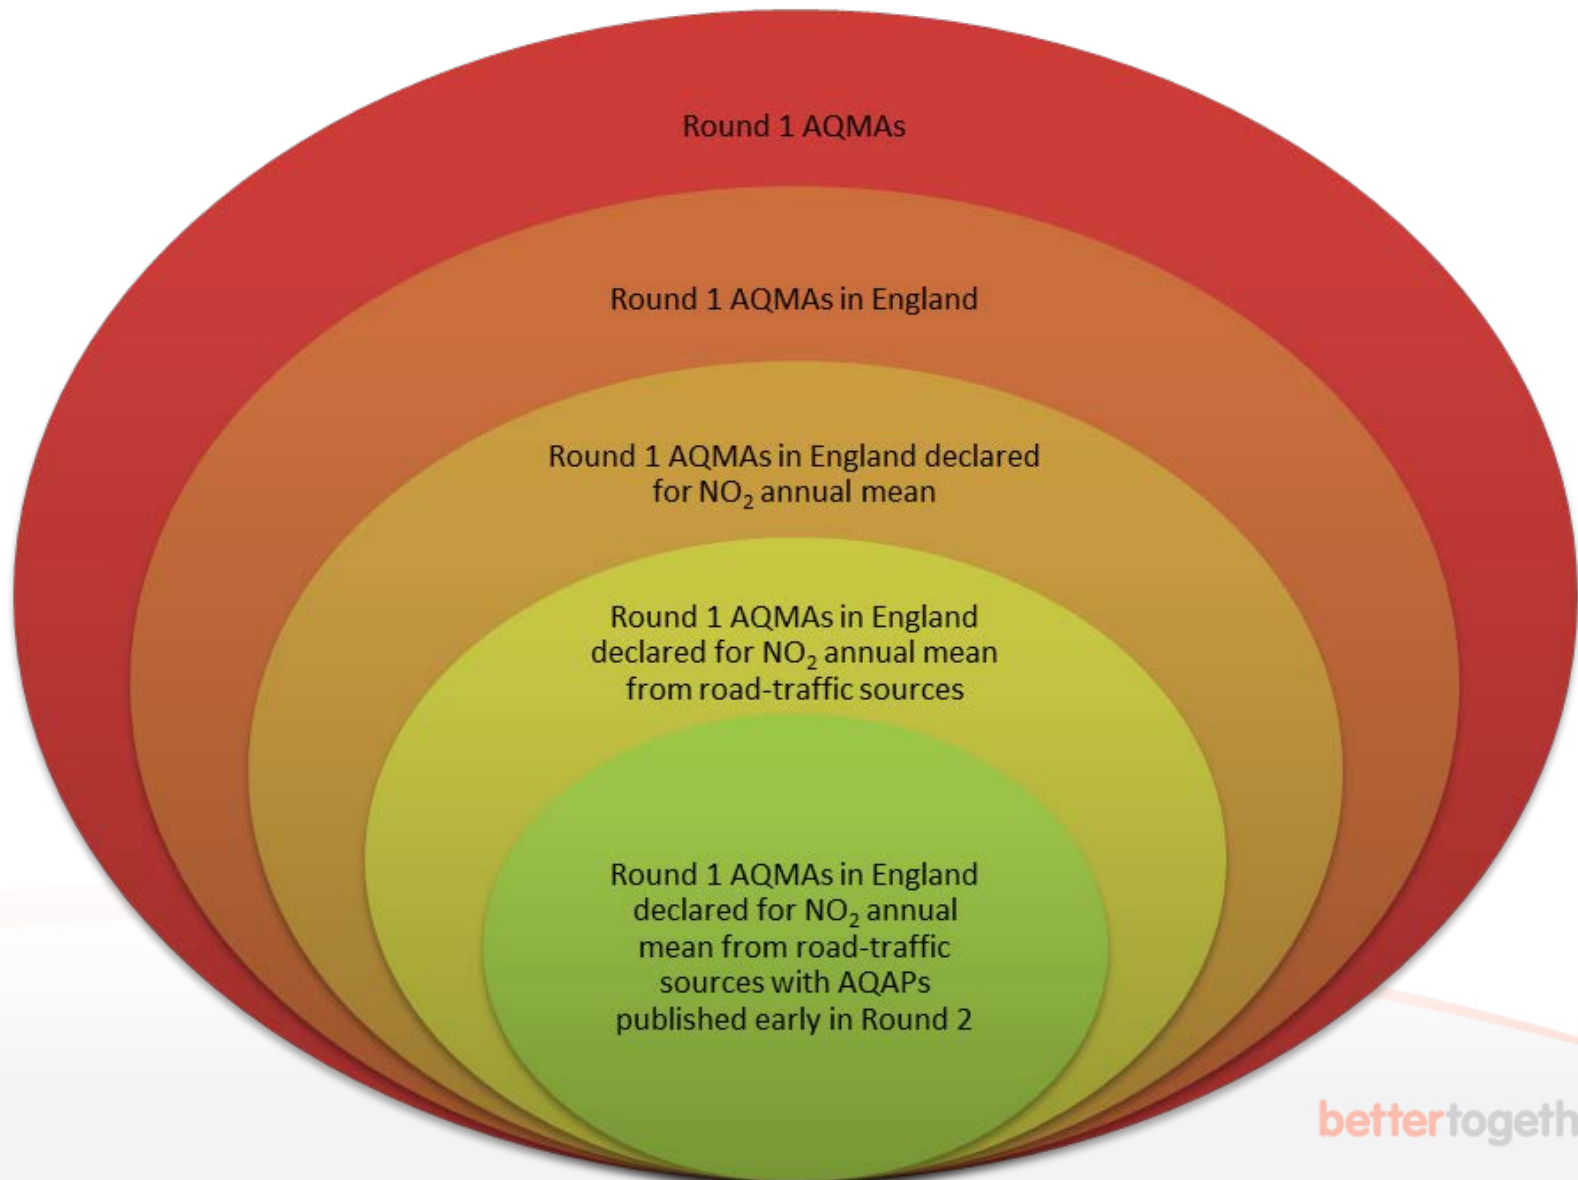 Round 1 AQMAs
Round 1 AQMAs in England
Round 1 AQMAs in England declared
for NO₂ annual mean
Round 1 AQMAs in England
declared for NO₂ annual mean
from road-traffic sources
Round 1 AQMAs in England
declared for NO₂ annual
mean from road-traffic
sources with AQAPs
published early in Round 2
bettertogeth